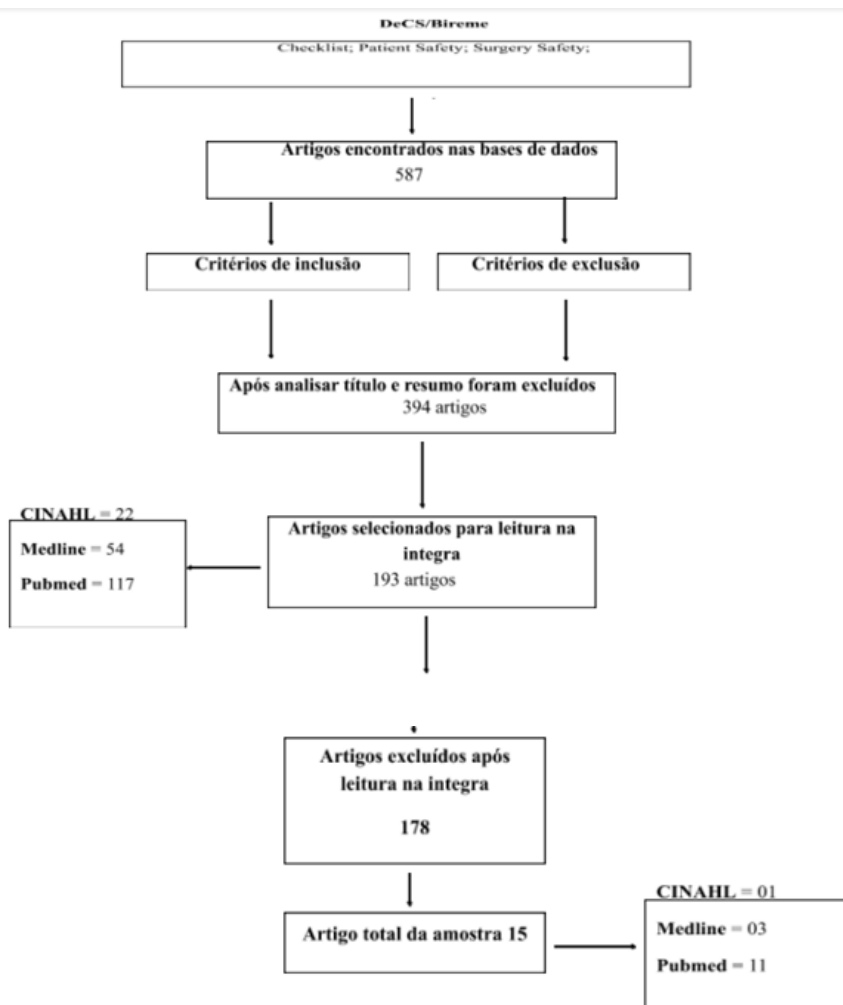 DeCS/Bireme
Checklist; Patient Safety; Surgery Safety;
Artigos encontrados nas bases de dados
587
Critérios de inclusão
Critérios de exclusão
Após analisar título e resumo foram excluídos
394 artigos
CINAHL = 22
Medline = 54
Pubmed = 117
Artigos selecionados para leitura na
integra
193 artigos
Artigos excluídos após
leitura na integra
178
Artigo total da amostra 15
CINAHL = 01
Medline = 03
Pubmed = 11